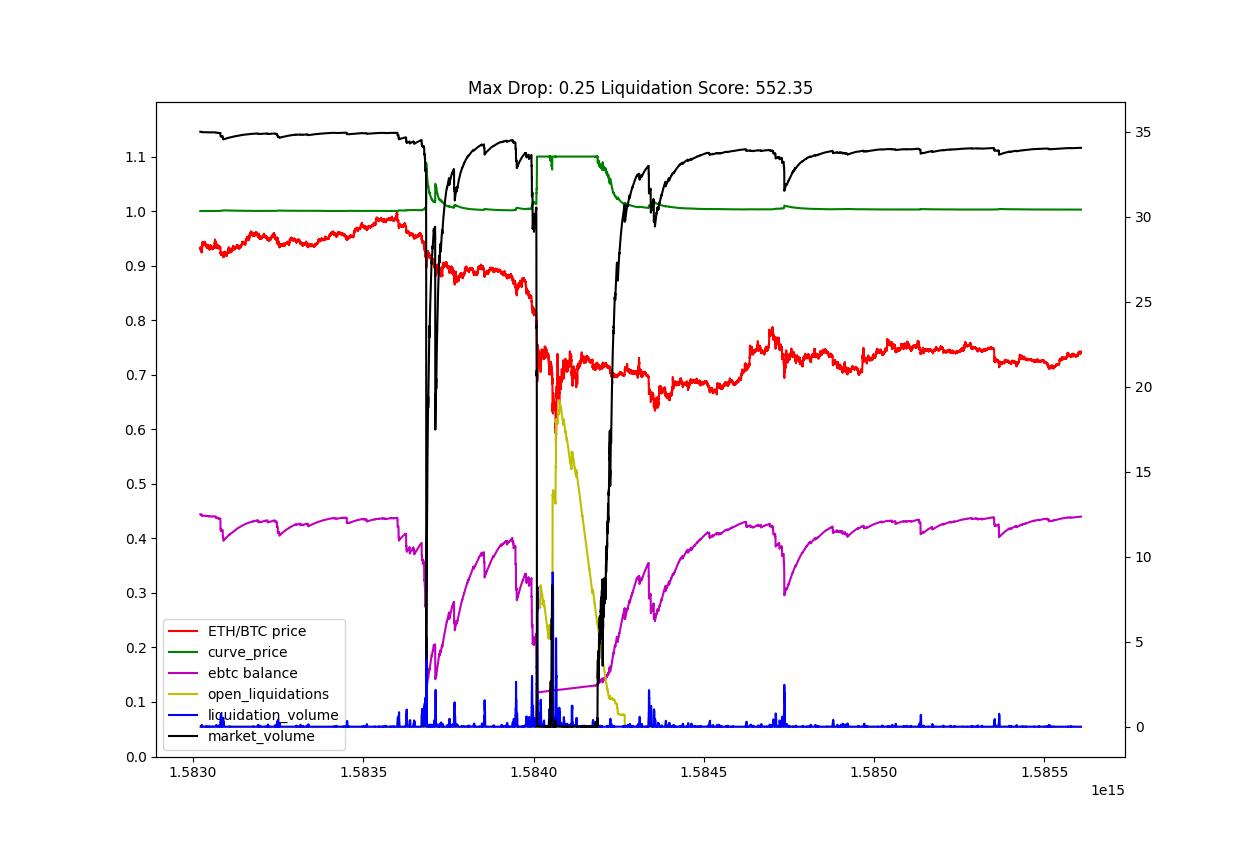 Max Drop: 0.25 Liquidation Score: 552.35
1.1
1.0
0.9
0.8
0.7
0.6
0.5
0.4
0.3
0.2
0.1
0.0
35
30
25
20
15
10
5
0
ETH/BTC price
curve_price
ebtc balance
open_liquidations
liquidation_volume
market_volume
1.5830 1.5835 1.5840 1.5845 1.5850 1.5855
1e15